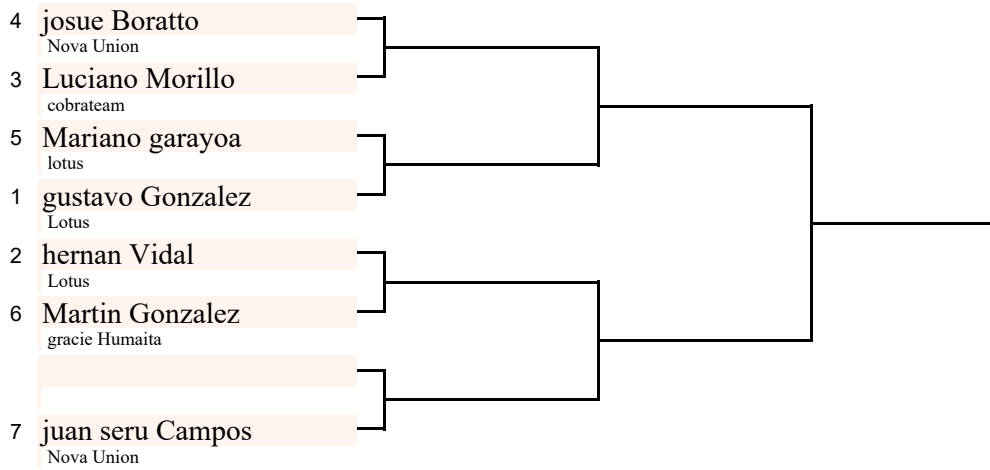 4 josue Boratto
Nova Union
3 Luciano Morillo
cobrateam
5 Mariano garayoa
lotus
1 gustavo Gonzalez
Lotus
2 hernan Vidal
Lotus
6 Martin Gonzalez
gracie Humaita
7 juan seru Campos
Nova Union